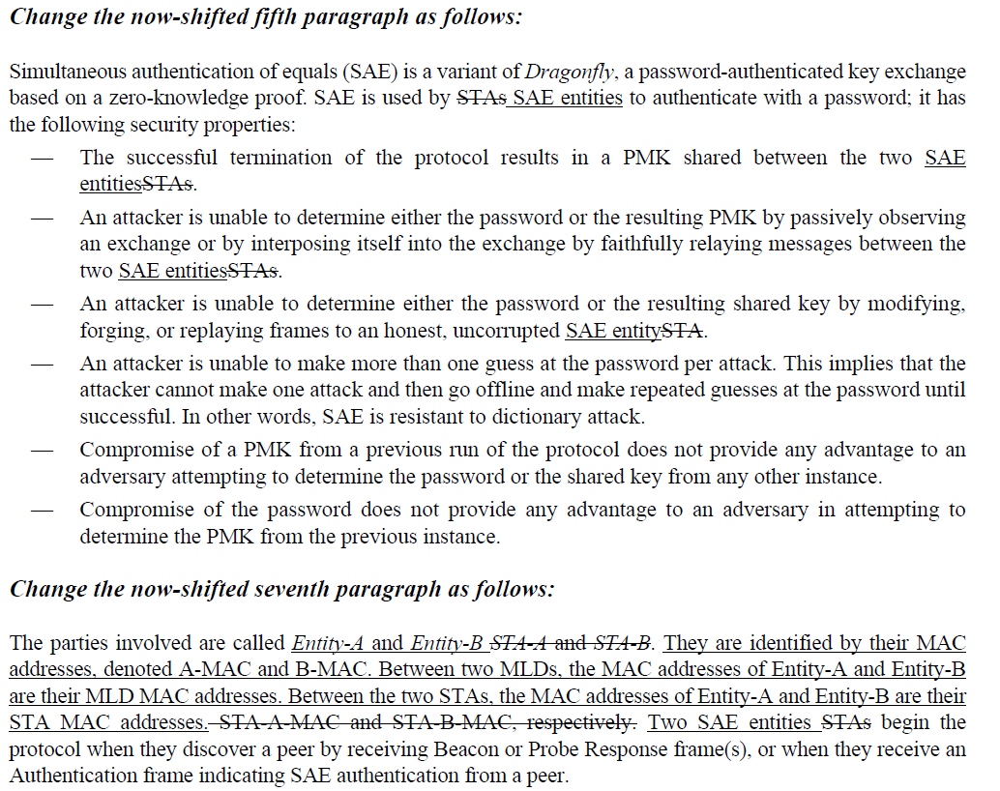 Change the now-shifted fifth paragraph as follows:
Simultaneous authentication of equals (SAE) is a variant of Dragonfly, a password-authenticated key exchange
based on a zero-knowledge proof. SAE is used by STAs SAE entities to authenticate with a password; it has
the following security properties:
— The successful termination of the protocol results in a PMK shared between the two SAE
entitiesSTAs.
— An attacker is unable to determine either the password or the resulting PMK by passively observing
an exchange or by interposing itself into the exchange by faithfully relaying messages between the
two SAE entitiesSTAs.
— An attacker is unable to determine either the password or the resulting shared key by modifying,
forging, or replaying frames to an honest, uncorrupted SAE entitySTA.
— An attacker is unable to make more than one guess at the password per attack. This implies that the
attacker cannot make one attack and then go offline and make repeated guesses at the password until
successful. In other words, SAE is resistant to dictionary attack.
— Compromise of a PMK from a previous run of the protocol does not provide any advantage to an
adversary attempting to determine the password or the shared key from any other instance.
— Compromise of the password does not provide any advantage to an adversary in attempting to
determine the PMK from the previous instance.
Change the now-shifted seventh paragraph as follows:
The parties involved are called Entity-A and Entity-B STA-A and STA-B. They are identified by their MAC
addresses, denoted A-MAC and B-MAC. Between two MLDs, the MAC addresses of Entity-A and Entity-B
are their MLD MAC addresses. Between the two STAs, the MAC addresses of Entity-A and Entity-B are their
STA MAC addresses. STA-A-MAC and STA-B-MAC, respectively. Two SAE entities STAs begin the
protocol when they discover a peer by receiving Beacon or Probe Response frame(s), or when they receive an
Authentication frame indicating SAE authentication from a peer.